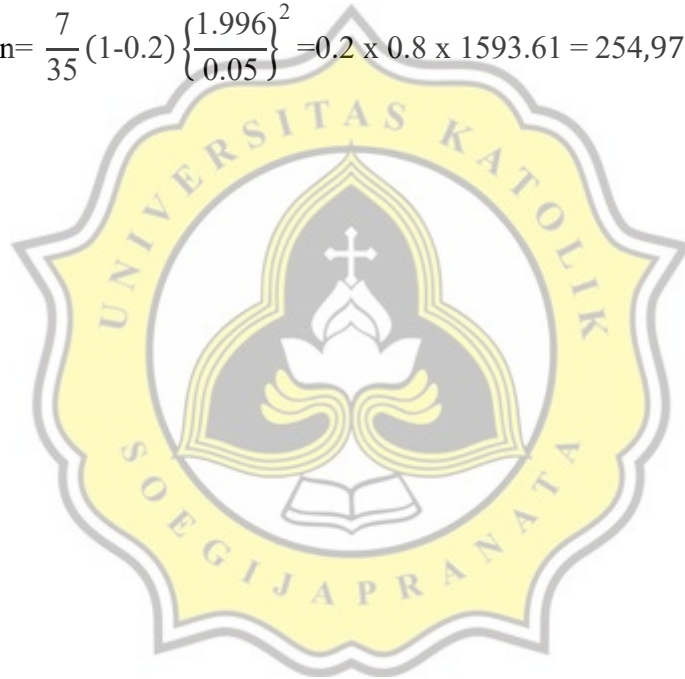 n= 7/35 (1-0.2) {1.996/0.05}² =0.2 x 0.8 x 1593.61 = 254,97
UNIVERSITAS KATOLIK
SOEGIJAPRANATA